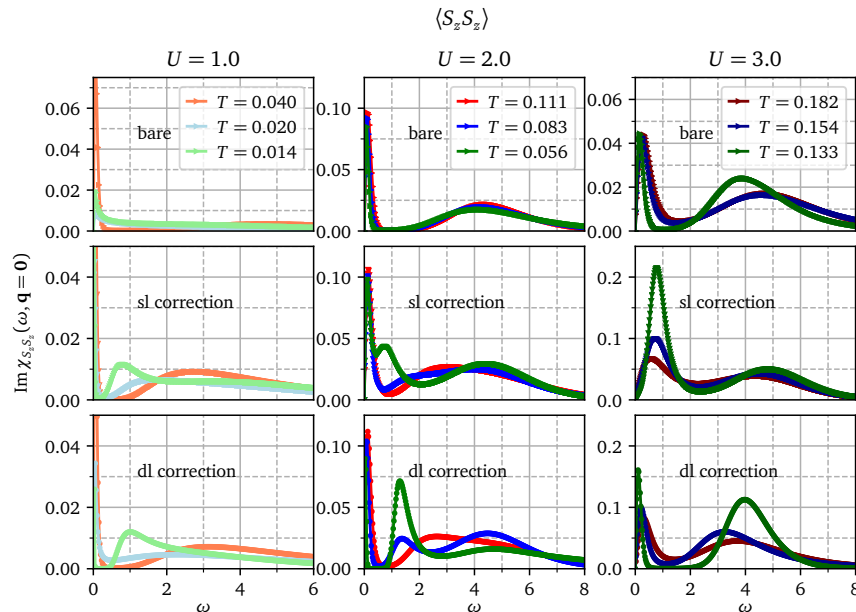 ⟨S_z S_z⟩
U = 1.0
U = 2.0
U = 3.0
Im χ_{S_z S_z}(ω, q = 0)
0.06
0.04
0.02
0.00
bare
T = 0.040
T = 0.020
T = 0.014
0.10
0.05
0.00
bare
T = 0.111
T = 0.083
T = 0.056
0.06
0.04
0.02
0.00
bare
T = 0.182
T = 0.154
T = 0.133
0.04
0.02
0.00
sl correction
0.10
0.05
0.00
sl correction
0.2
0.1
0.0
sl correction
0.04
0.02
0.00
dl correction
0.10
0.05
0.00
dl correction
0.2
0.1
0.0
dl correction
0 2 4 6
0 2 4 6 8
0 2 4 6 8
ω
ω
ω